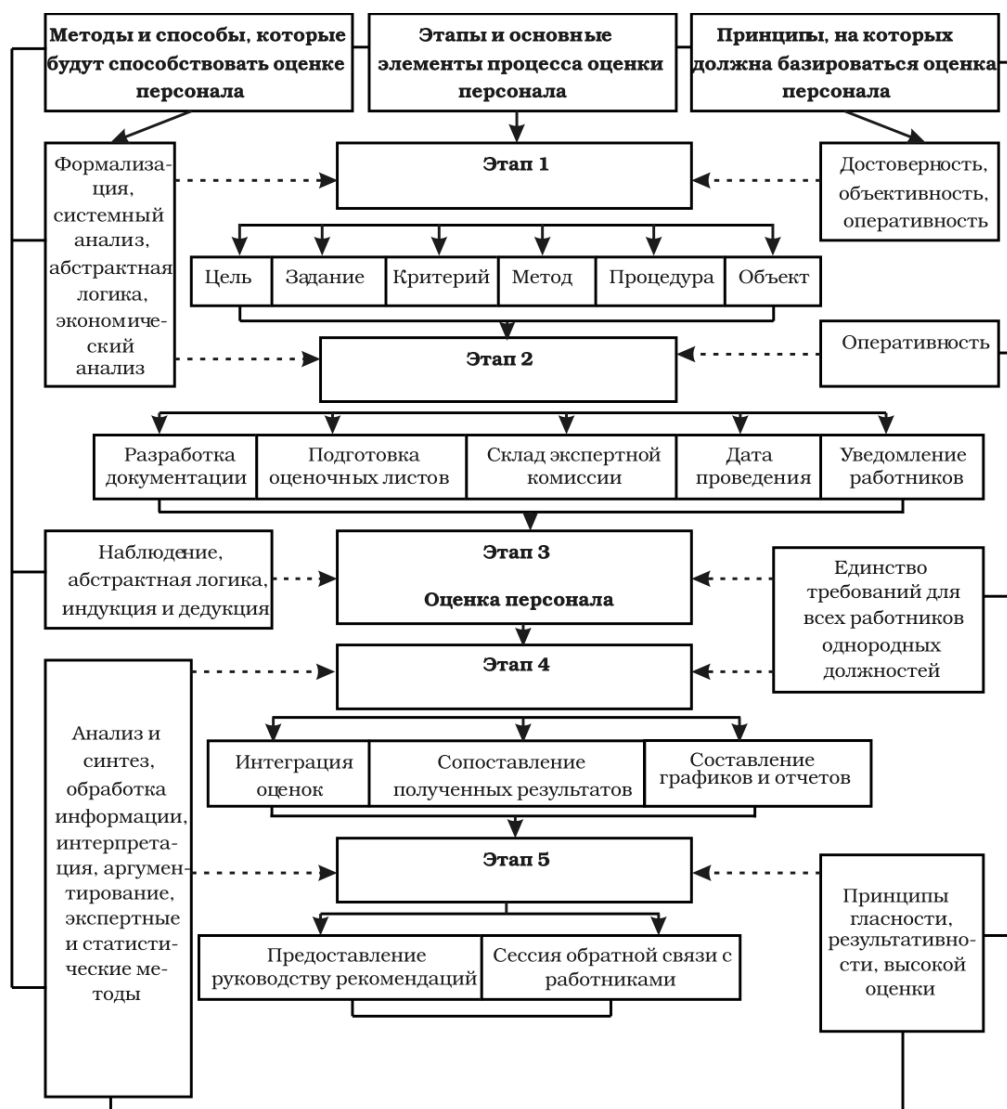 Методы и способы, которые
будут способствовать оценке
персонала
Этапы и основные
элементы процесса оценки
персонала
Принципы, на которых
должна базироваться оценка
персонала
Формализа-
ция,
системный
анализ,
абстрактная
логика,
экономиче-
ский
анализ
Этап 1
Достоверность,
объективность,
оперативность
Цель
Задание
Критерий
Метод
Процедура
Объект
Этап 2
Оперативность
Разработка
документации
Подготовка
оценочных листов
Склад экспертной
комиссии
Дата
проведения
Уведомление
работников
Наблюдение,
абстрактная логика,
индукция и дедукция
Этап 3
Оценка персонала
Единство
требований для
всех работников
однородных
должностей
Этап 4
Анализ и
синтез,
обработка
информации,
интерпрета-
ция, аргумен-
тирование,
экспертные
и статисти-
ческие ме-
тоды
Интеграция
оценок
Сопоставление
полученных результатов
Составление
графиков и отчетов
Этап 5
Принципы
гласности,
результативно-
сти, высокой
оценки
Предоставление
руководству рекомендаций
Сессия обратной связи с
работниками